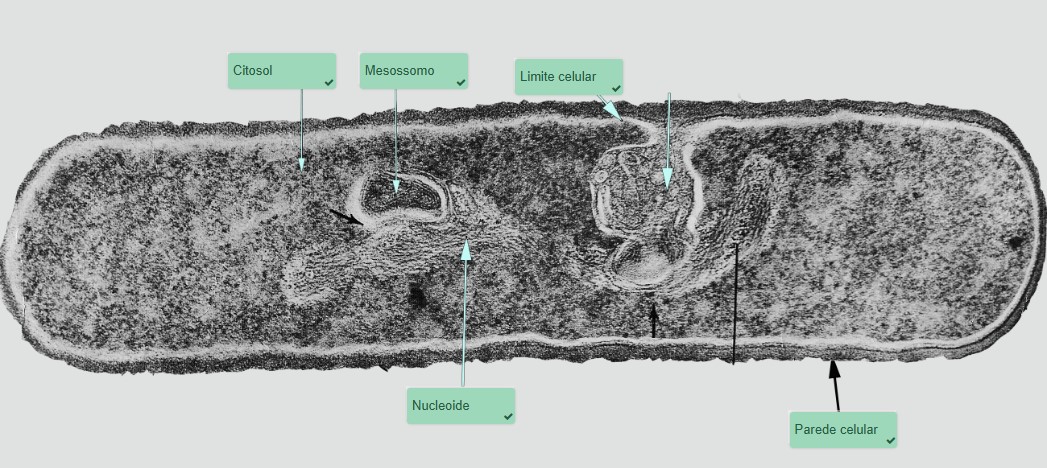 Citosol
Mesossomo
Limite celular
Nucleoide
Parede celular